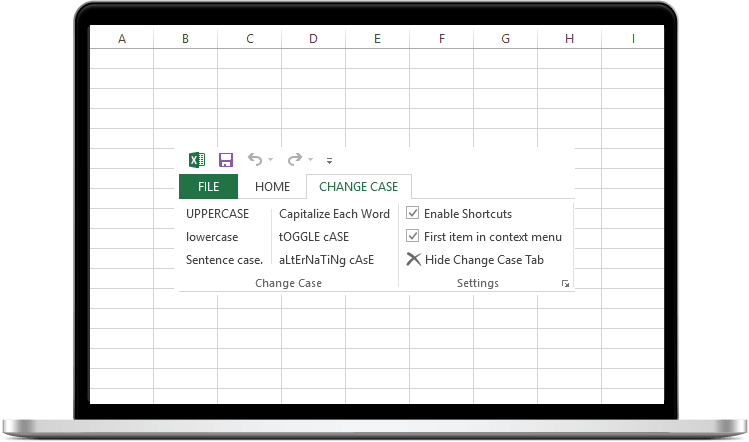 A B C D E F G H I
FILE HOME CHANGE CASE
UPPERCASE Capitalize Each Word Enable Shortcuts
lowercase tOGGLE cASE First item in context menu
Sentence case. aLtErNaTiNg cAsE Hide Change Case Tab
Change Case Settings